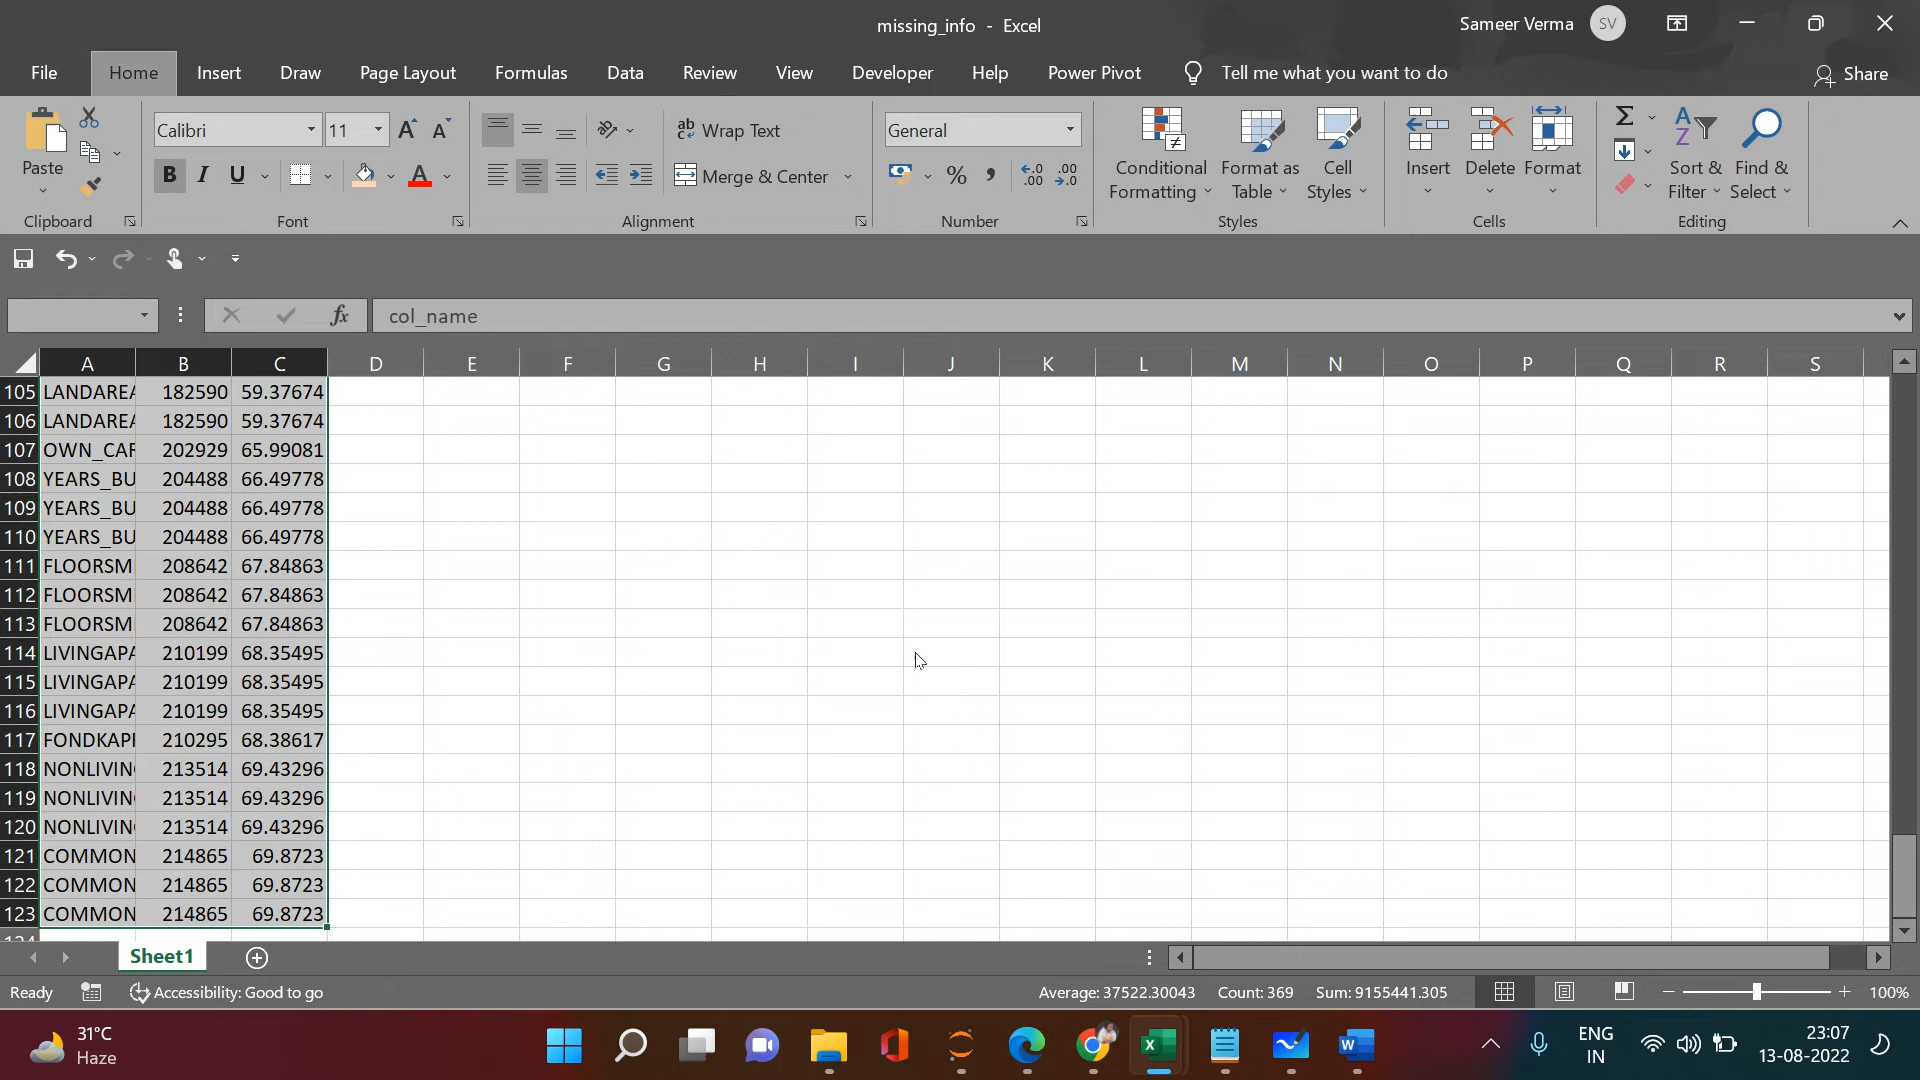 missing_info - Excel
Sameer Verma SV
File Home Insert Draw Page Layout Formulas Data Review View Developer Help Power Pivot Tell me what you want to do Share
Paste
Clipboard
Calibri 11
B I U
Font
Wrap Text
Merge & Center
Alignment
General
Number
Conditional Formatting
Format as Table
Cell Styles
Styles
Insert Delete Format
Cells
Sort & Filter
Find & Select
Editing
fx col_name
A B C D E F G H I J K L M N O P Q R S
105 LANDAREA 182590 59.37674
106 LANDAREA 182590 59.37674
107 OWN_CAR 202929 65.99081
108 YEARS_BU 204488 66.49778
109 YEARS_BU 204488 66.49778
110 YEARS_BU 204488 66.49778
111 FLOORSM 208642 67.84863
112 FLOORSM 208642 67.84863
113 FLOORSM 208642 67.84863
114 LIVINGAPA 210199 68.35495
115 LIVINGAPA 210199 68.35495
116 LIVINGAPA 210199 68.35495
117 FONDKAPI 210295 68.38617
118 NONLIVIN 213514 69.43296
119 NONLIVIN 213514 69.43296
120 NONLIVIN 213514 69.43296
121 COMMON 214865 69.8723
122 COMMON 214865 69.8723
123 COMMON 214865 69.8723
Sheet1
Ready Accessibility: Good to go Average: 37522.30043 Count: 369 Sum: 9155441.305 100%
31°C
Haze
ENG
IN
23:07
13-08-2022